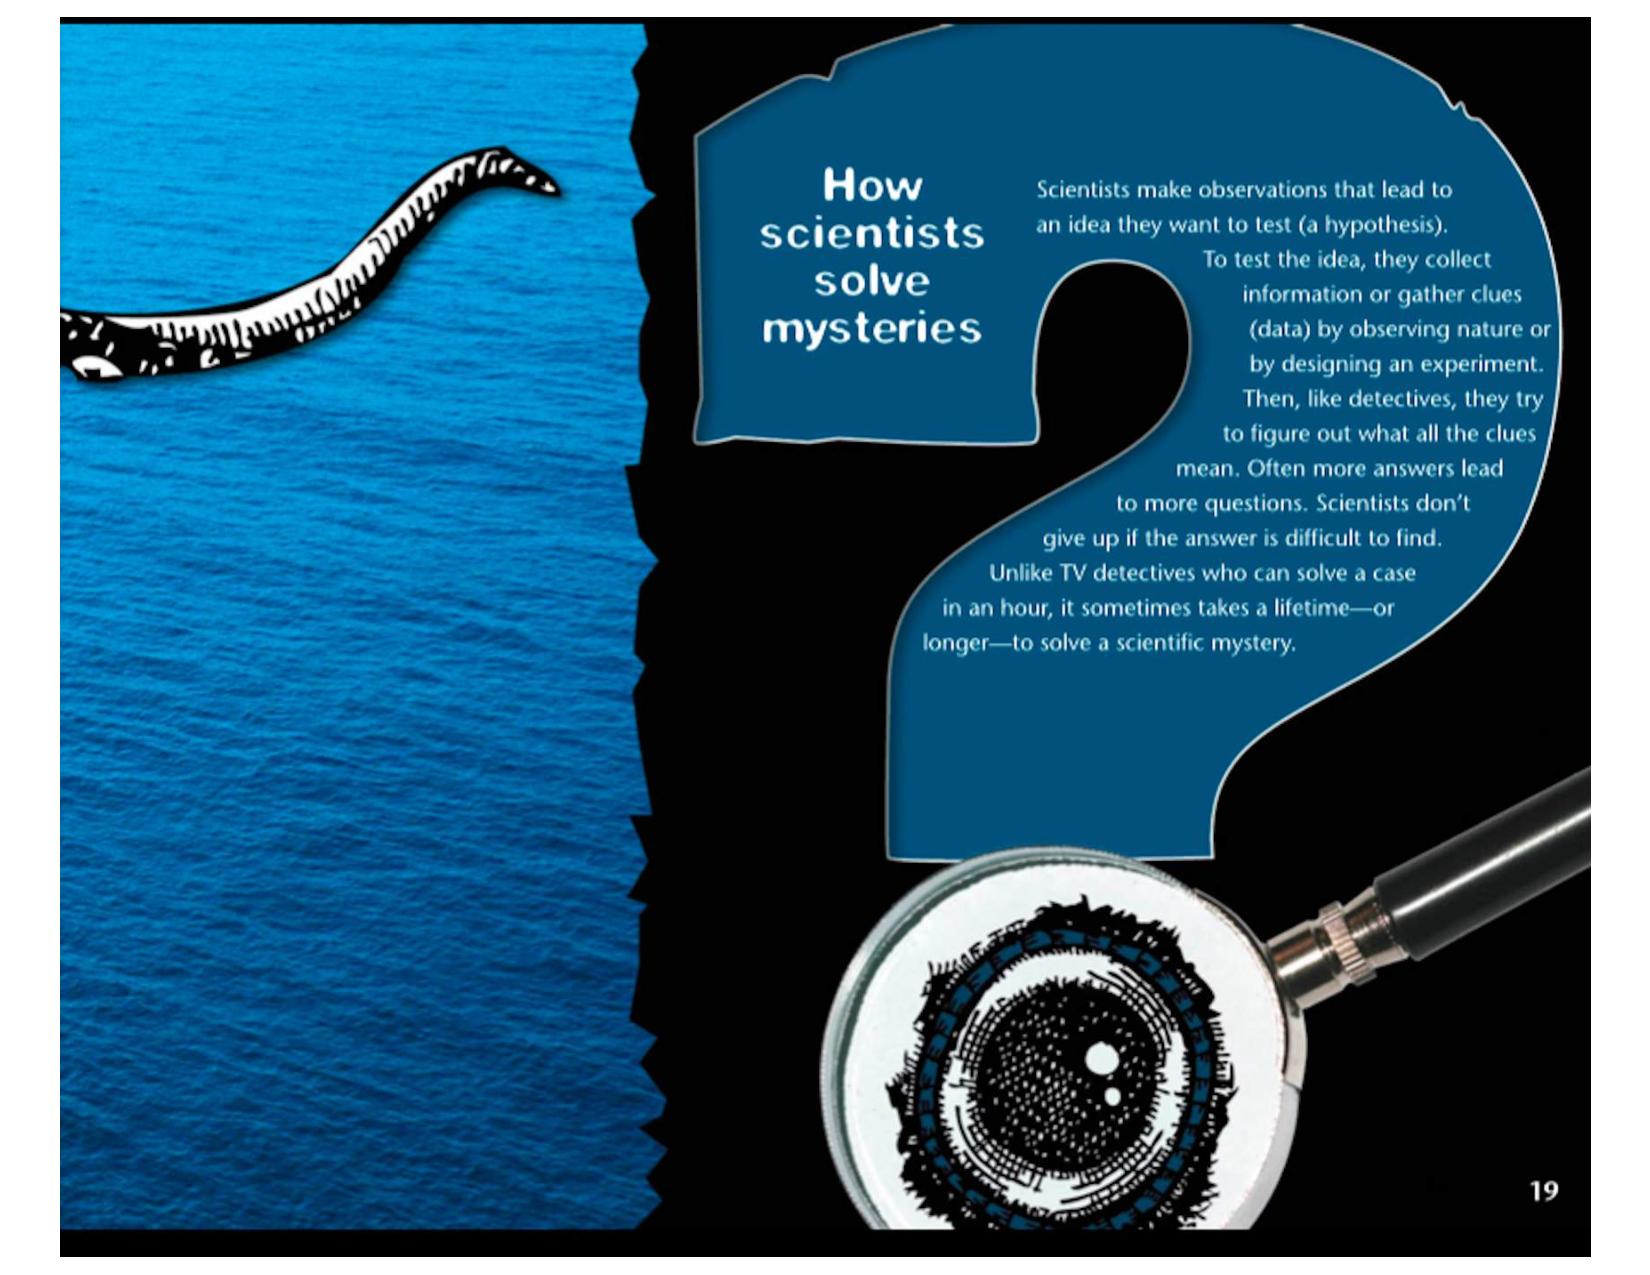 How
scientists
solve
mysteries
Scientists make observations that lead to
an idea they want to test (a hypothesis).
To test the idea, they collect
information or gather clues
(data) by observing nature or
by designing an experiment.
Then, like detectives, they try
to figure out what all the clues
mean. Often more answers lead
to more questions. Scientists don’t
give up if the answer is difficult to find.
Unlike TV detectives who can solve a case
in an hour, it sometimes takes a lifetime—or
longer—to solve a scientific mystery.
19